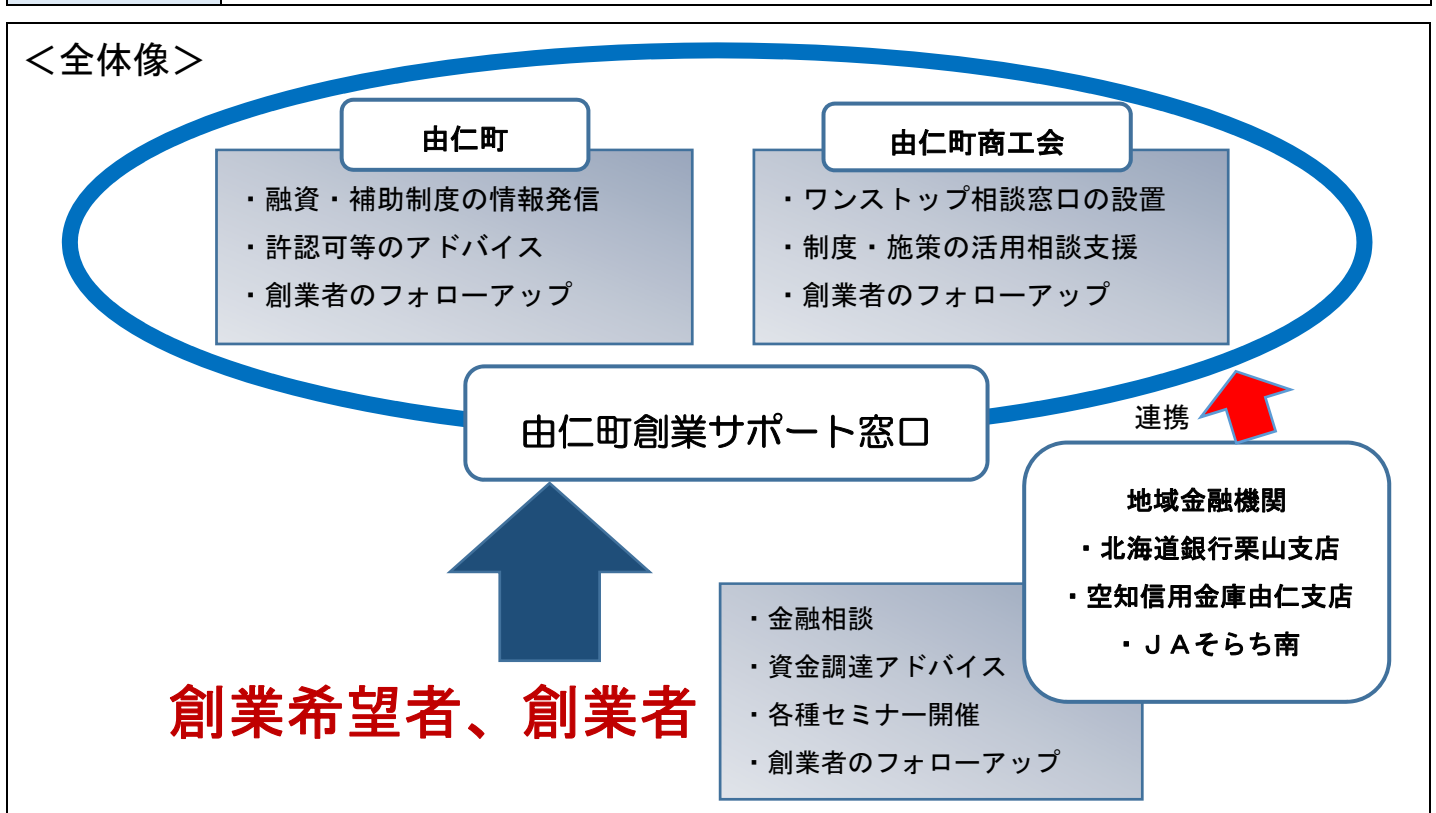 ＜全体像＞
由仁町
・融資・補助制度の情報発信
・許認可等のアドバイス
・創業者のフォローアップ
由仁町商工会
・ワンストップ相談窓口の設置
・制度・施策の活用相談支援
・創業者のフォローアップ
由仁町創業サポート窓口
連携
地域金融機関
・北海道銀行栗山支店
・空知信用金庫由仁支店
・ＪＡそらち南
・金融相談
・資金調達アドバイス
・各種セミナー開催
・創業者のフォローアップ
創業希望者、創業者